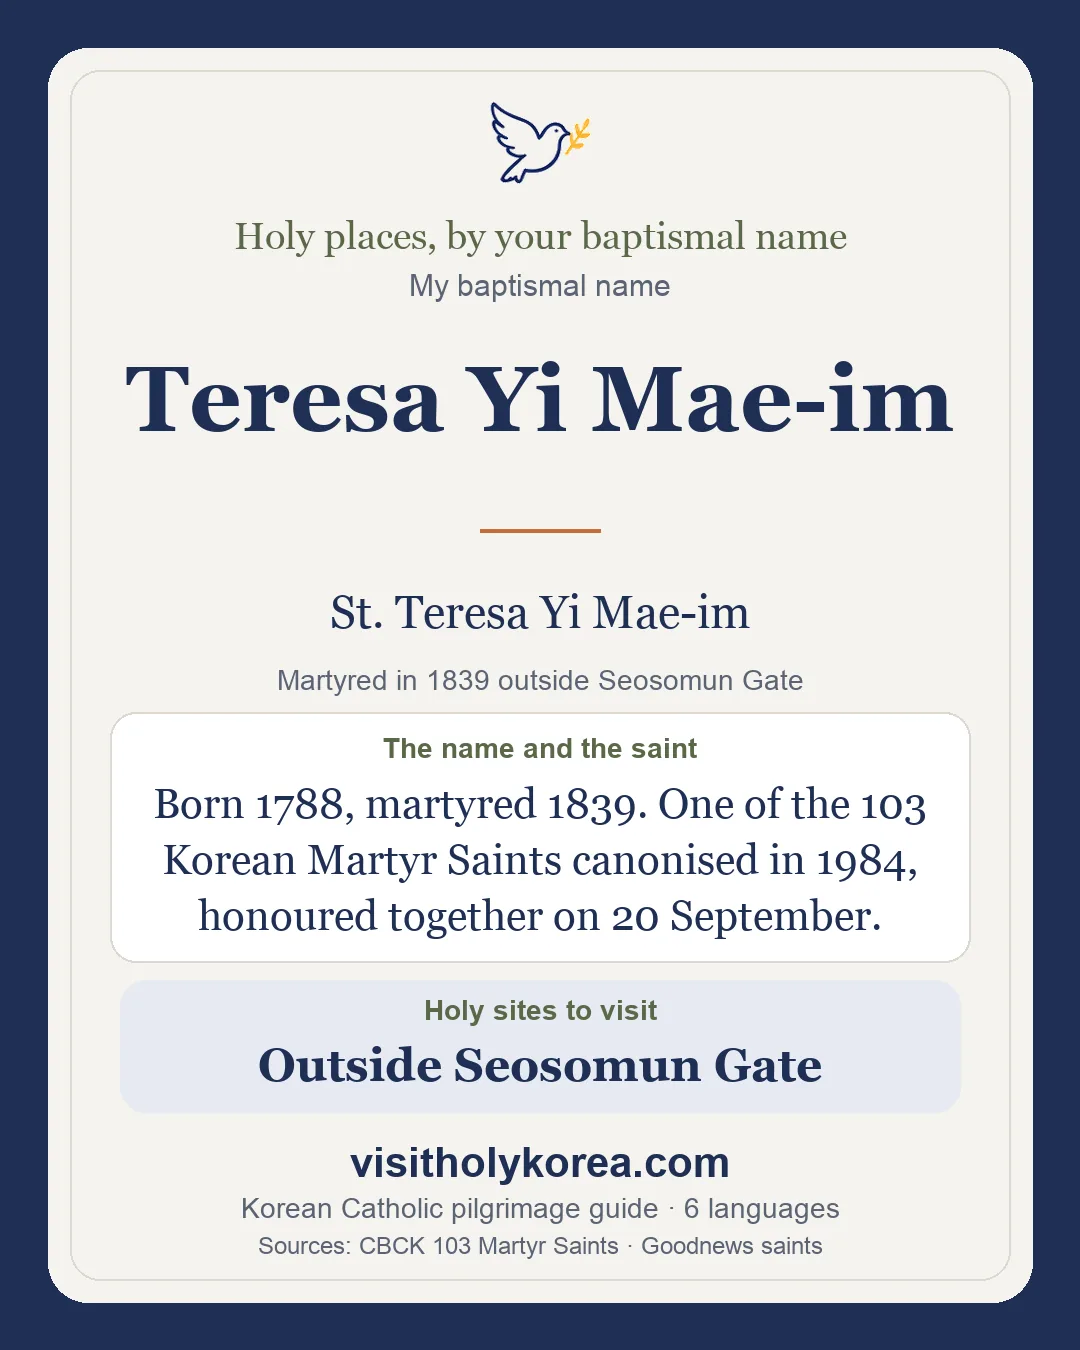 Holy places, by your baptismal name
My baptismal name
Teresa Yi Mae-im
St. Teresa Yi Mae-im
Martyred in 1839 outside Seosomun Gate
The name and the saint
Born 1788, martyred 1839. One of the 103
Korean Martyr Saints canonised in 1984,
honoured together on 20 September.
Holy sites to visit
Outside Seosomun Gate
visitholykorea.com
Korean Catholic pilgrimage guide · 6 languages
Sources: CBCK 103 Martyr Saints · Goodnews saints